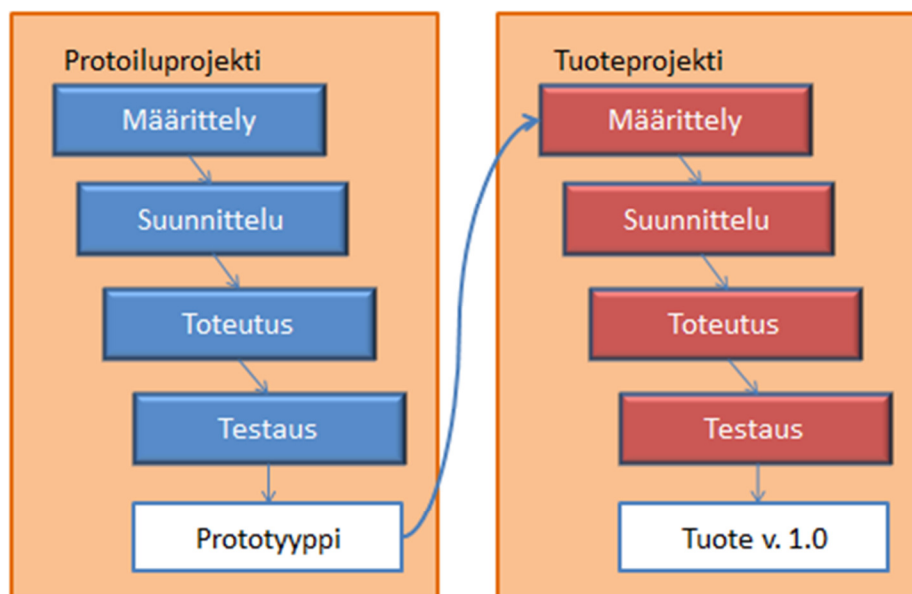 Protoiluprojekti
Määrittely
Suunnittelu
Toteutus
Testaus
Prototyyppi
Tuoteprojekti
Määrittely
Suunnittelu
Toteutus
Testaus
Tuote v. 1.0